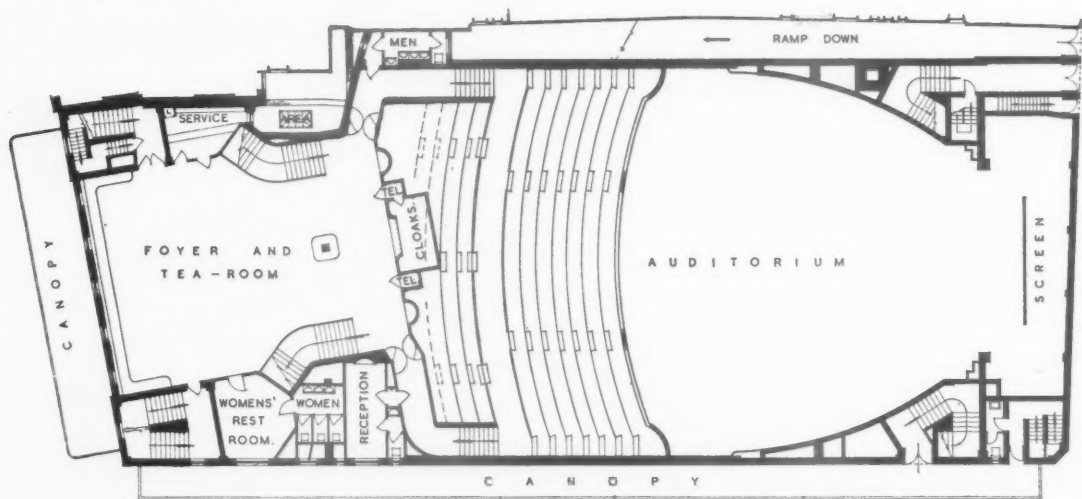 MEN
RAMP DOWN
SERVICE
AREA
TEL
CLOAKS.
TEL
FOYER AND
TEA-ROOM
AUDITORIUM
SCREEN
CANOPY
WOMENS'
REST
ROOM.
WOMEN
RECEPTION
CANOPY